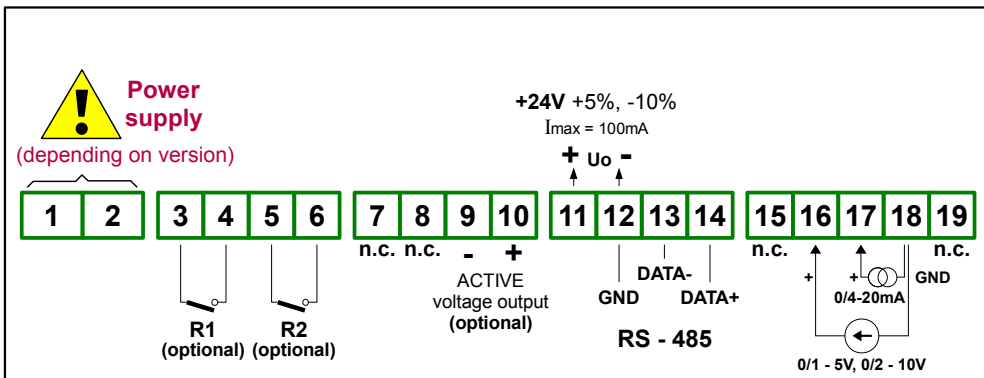 Power
supply
(depending on version)
+24V +5%, -10%
Imax = 100mA
+ Uo -
1 2 3 4 5 6 7 8 9 10 11 12 13 14 15 16 17 18 19
n.c. n.c. - + n.c. n.c.
R1
(optional)
R2
(optional)
ACTIVE
voltage output
(optional)
DATA-
GND DATA+
RS - 485
+ + GND
0/4-20mA
0/1 - 5V, 0/2 - 10V